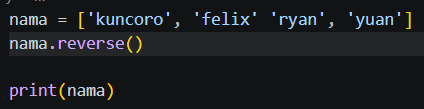 nama = ['kuncoro', 'felix' 'ryan', 'yuan']
nama.reverse()
print(nama)